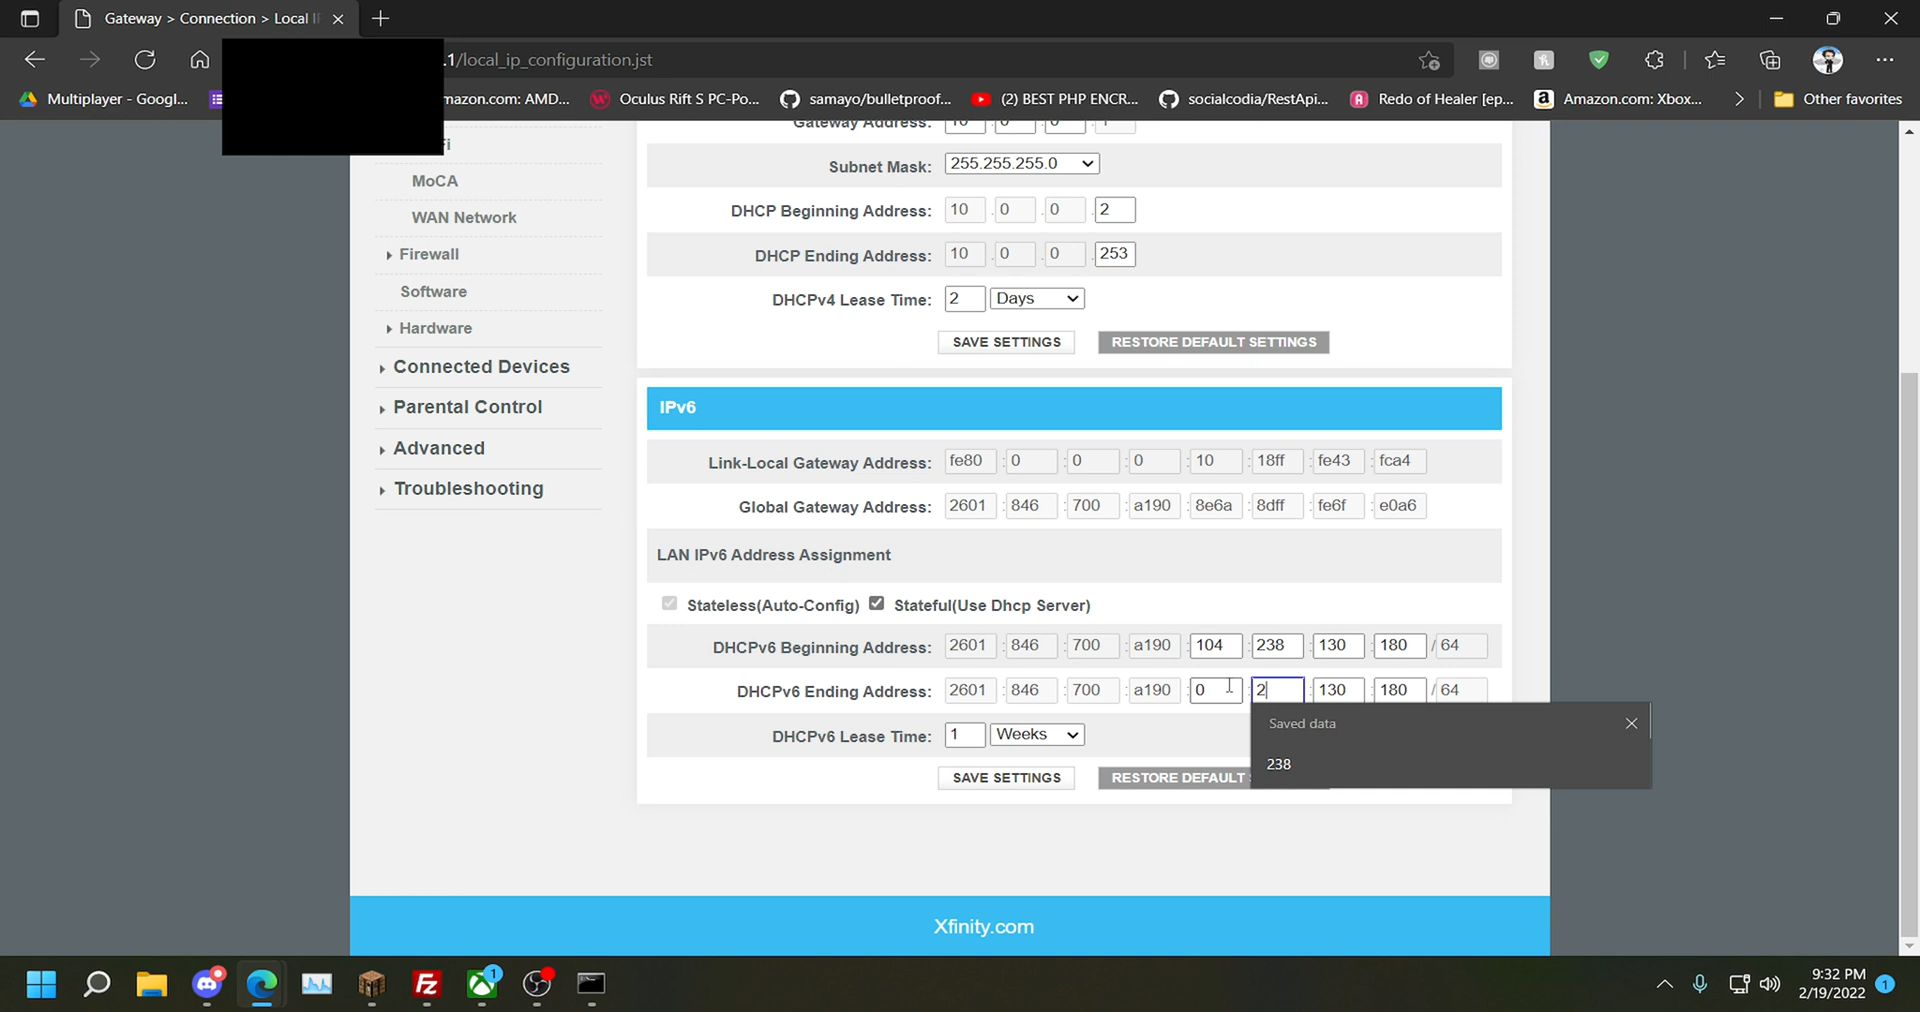 Gateway > Connection > Local I
.1/local_ip_configuration.jst
Multiplayer - Googl...
mazon.com: AMD...
Oculus Rift S PC-Po...
samayo/bulletproof...
(2) BEST PHP ENCR...
socialcodia/RestApi...
Redo of Healer [ep...
Amazon.com: Xbox...
Other favorites
Gateway Address: 10 . 0 . 0 . 1
Fi
MoCA
WAN Network
Firewall
Software
Hardware
Connected Devices
Parental Control
Advanced
Troubleshooting
Subnet Mask: 255.255.255.0
DHCP Beginning Address: 10 . 0 . 0 . 2
DHCP Ending Address: 10 . 0 . 0 . 253
DHCPv4 Lease Time: 2 Days
SAVE SETTINGS RESTORE DEFAULT SETTINGS
IPv6
Link-Local Gateway Address: fe80 : 0 : 0 : 0 : 10 : 18ff : fe43 : fca4
Global Gateway Address: 2601 : 846 : 700 : a190 : 8e6a : 8dff : fe6f : e0a6
LAN IPv6 Address Assignment
Stateless(Auto-Config) Stateful(Use Dhcp Server)
DHCPv6 Beginning Address: 2601 : 846 : 700 : a190 : 104 : 238 : 130 : 180 / 64
DHCPv6 Ending Address: 2601 : 846 : 700 : a190 : 0 : 2 : 130 : 180 / 64
Saved data
238
DHCPv6 Lease Time: 1 Weeks
SAVE SETTINGS RESTORE DEFAULT S
Xfinity.com
1
9:32 PM
2/19/2022
1